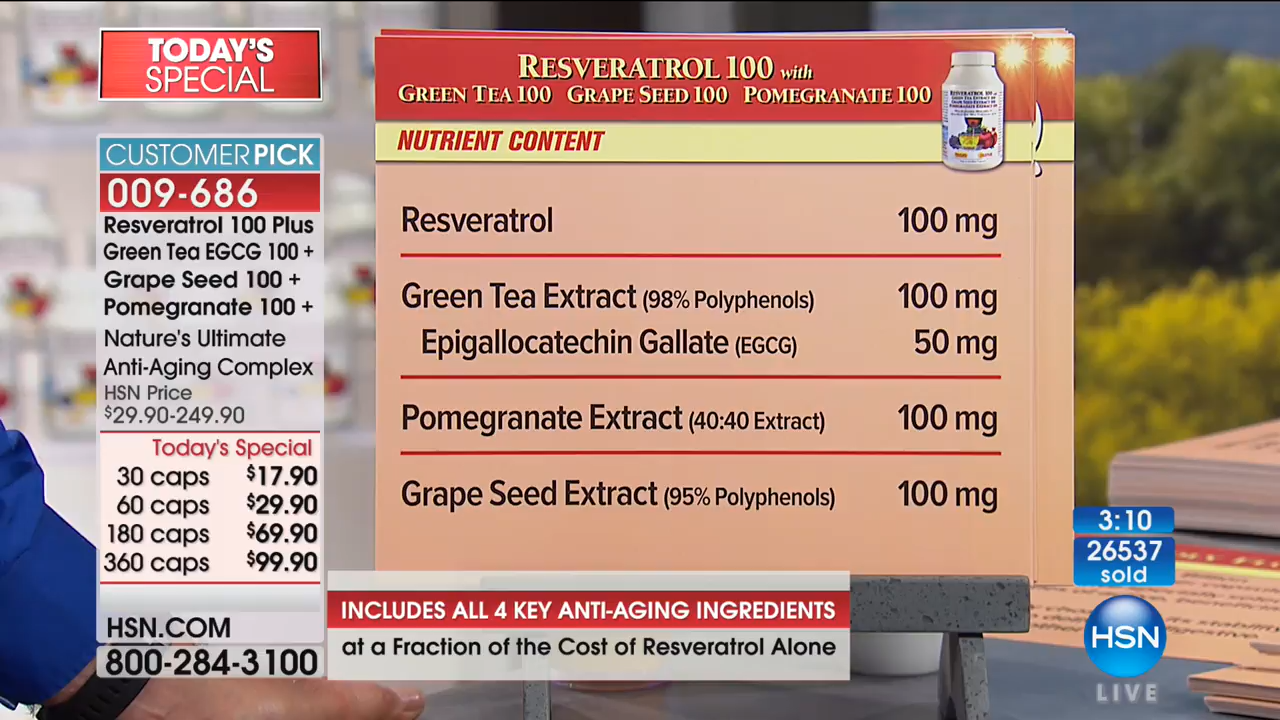 TODAY'S
SPECIAL
CUSTOMER PICK
009-686
Resveratrol 100 Plus
Green Tea EGCG 100 +
Grape Seed 100 +
Pomegranate 100 +
Nature's Ultimate
Anti-Aging Complex
HSN Price
$29.90-249.90
Today's Special
30 caps $17.90
60 caps $29.90
180 caps $69.90
360 caps $99.90
HSN.COM
800-284-3100
RESVERATROL 100 with
GREEN TEA 100 GRAPE SEED 100 POMEGRANATE 100
NUTRIENT CONTENT
Resveratrol 100 mg
Green Tea Extract (98% Polyphenols) 100 mg
Epigallocatechin Gallate (EGCG) 50 mg
Pomegranate Extract (40:40 Extract) 100 mg
Grape Seed Extract (95% Polyphenols) 100 mg
INCLUDES ALL 4 KEY ANTI-AGING INGREDIENTS
at a Fraction of the Cost of Resveratrol Alone
3:10
26537
sold
HSN
LIVE